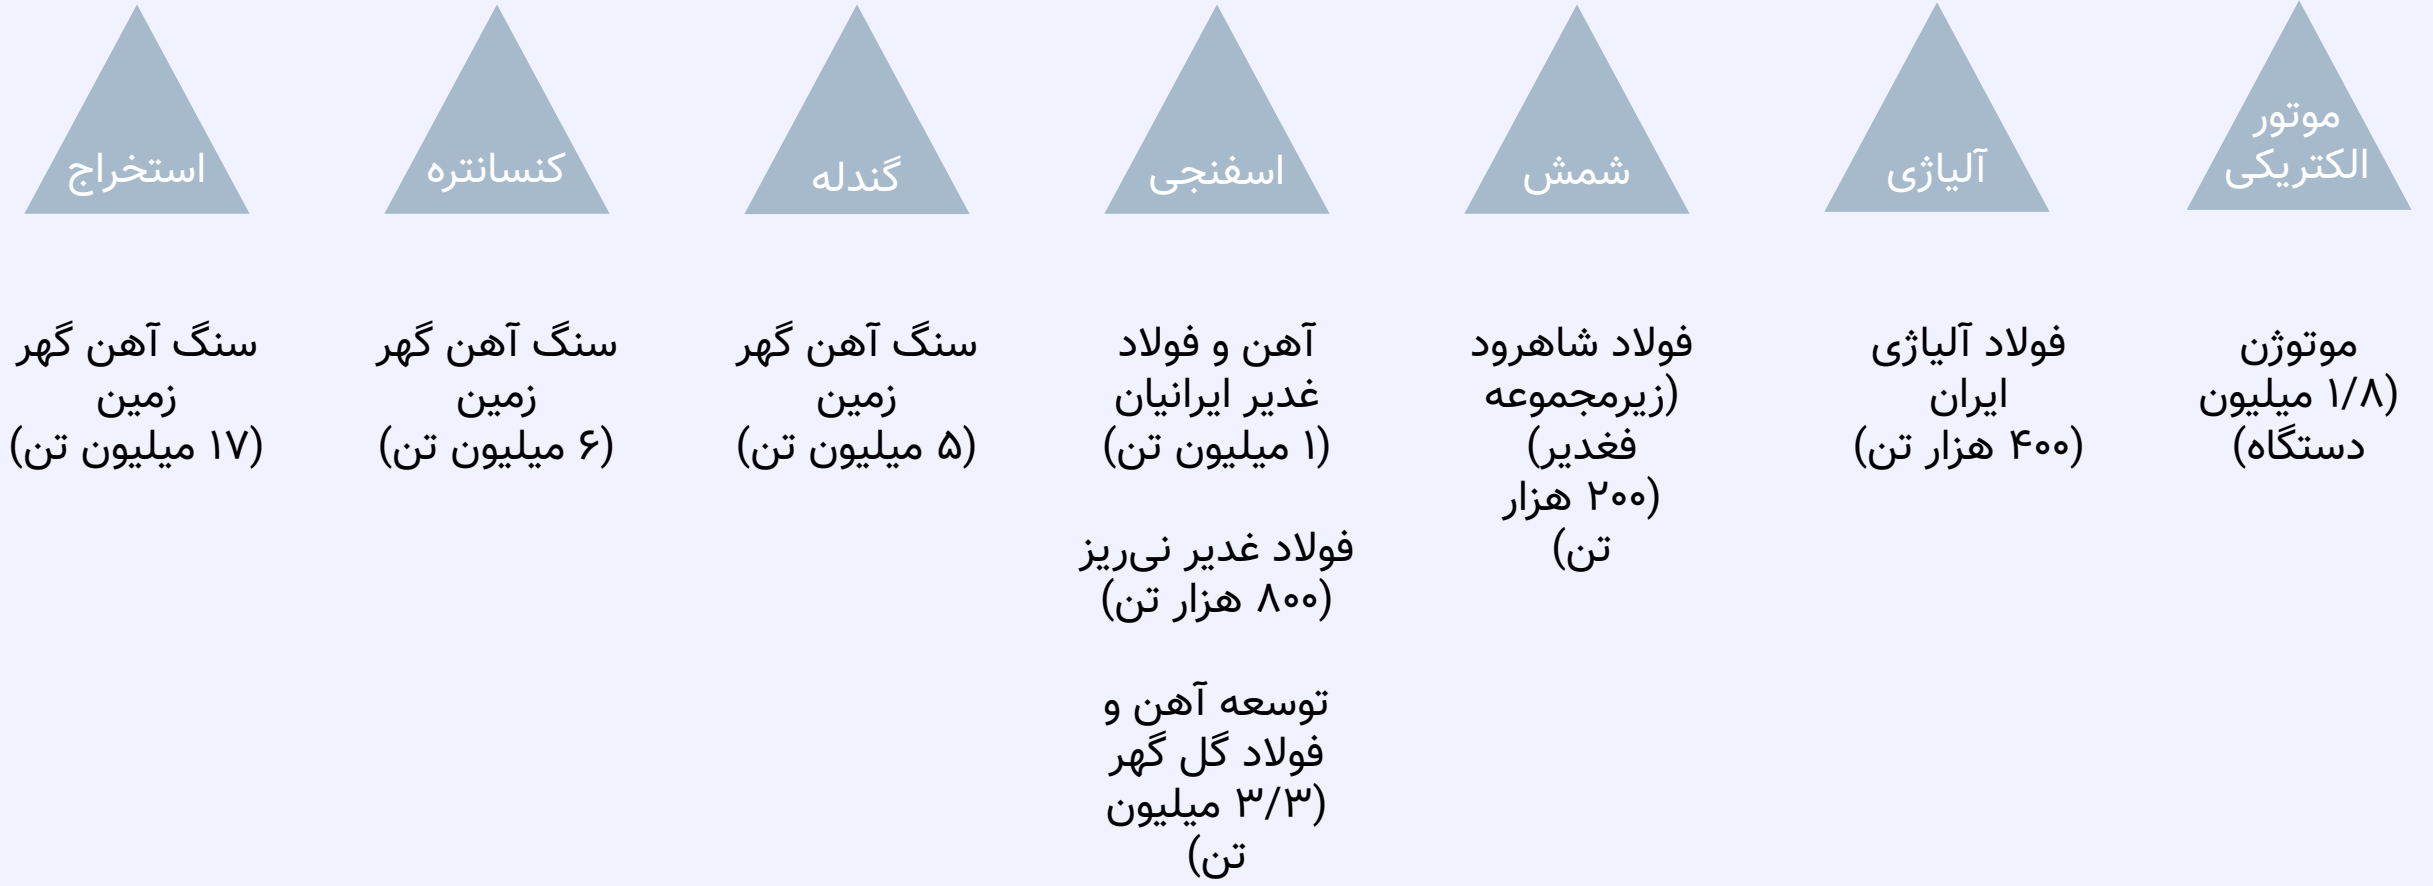 استخراج
کنسانتره
گندله
اسفنجی
شمش
آلیاژی
موتور
الکتریکی
سنگ آهن گهر
زمین
(۱۷ میلیون تن)
سنگ آهن گهر
زمین
(۶ میلیون تن)
سنگ آهن گهر
زمین
(۵ میلیون تن)
آهن و فولاد
غدیر ایرانیان
(۱ میلیون تن)
فولاد غدیر نی‌ریز
(۸۰۰ هزار تن)
توسعه آهن و
فولاد گل گهر
(۳/۳ میلیون
تن)
فولاد شاهرود
(زیرمجموعه
فغدیر)
(۲۰۰ هزار
تن)
فولاد آلیاژی
ایران
(۴۰۰ هزار تن)
موتوژن
(۱/۸ میلیون
دستگاه)